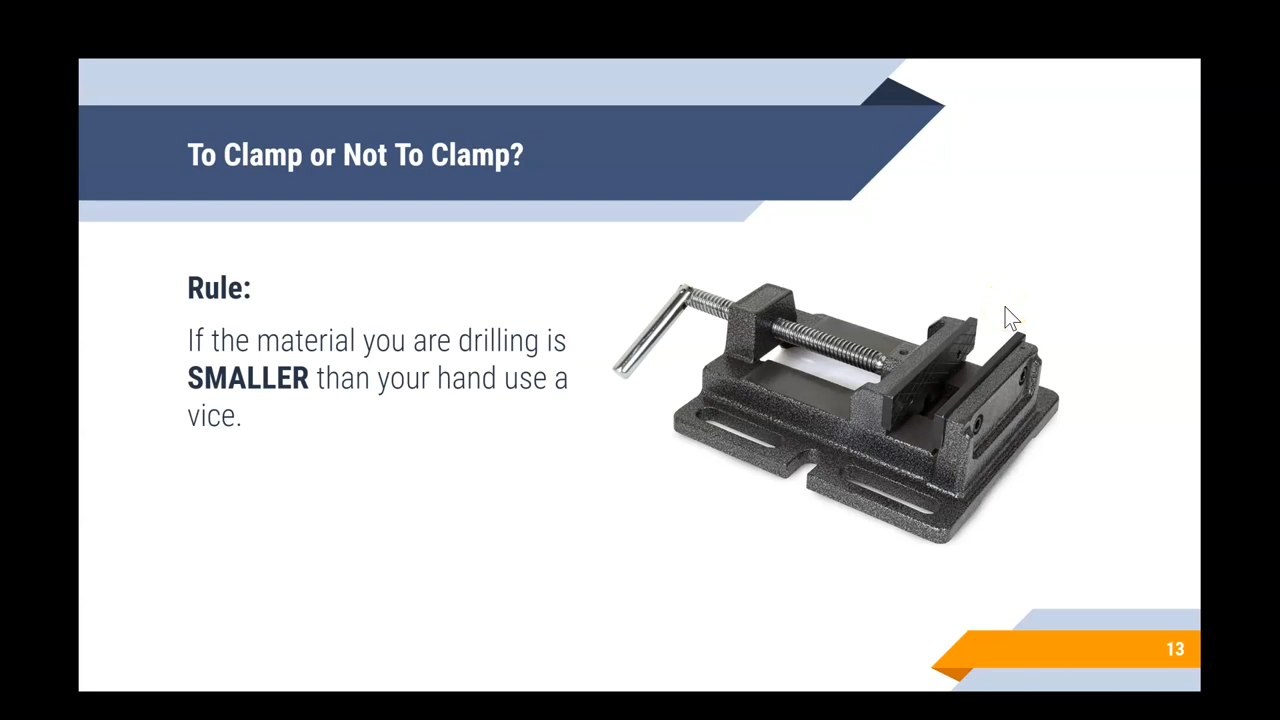 To Clamp or Not To Clamp?
Rule:
If the material you are drilling is
SMALLER than your hand use a
vice.
13